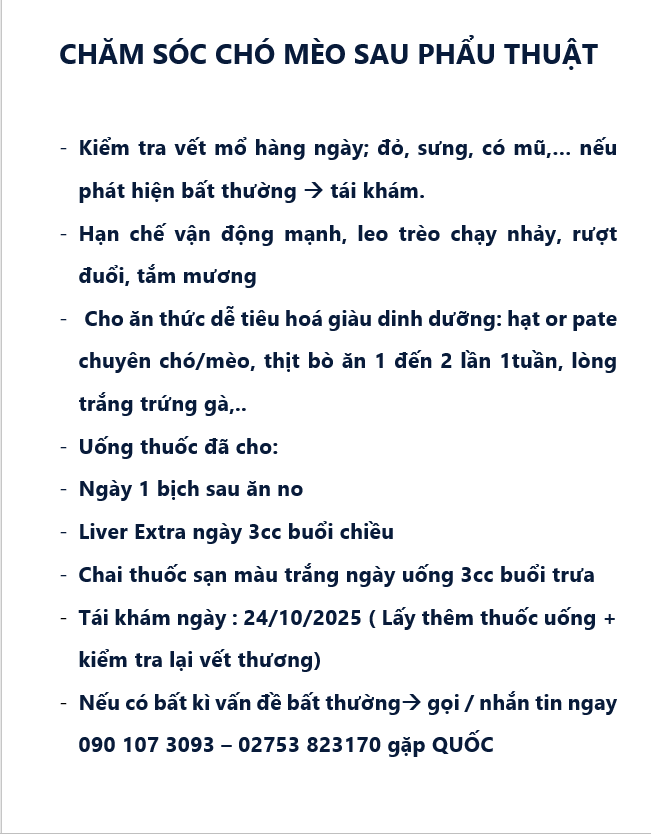 CHĂM SÓC CHÓ MÈO SAU PHẨU THUẬT
- Kiểm tra vết mổ hàng ngày; đỏ, sưng, có mũ,... nếu
phát hiện bất thường → tái khám.
- Hạn chế vận động mạnh, leo trèo chạy nhảy, rượt
đuổi, tắm mương
- Cho ăn thức dễ tiêu hoá giàu dinh dưỡng: hạt or pate
chuyên chó/mèo, thịt bò ăn 1 đến 2 lần 1tuần, lòng
trắng trứng gà,..
- Uống thuốc đã cho:
- Ngày 1 bịch sau ăn no
- Liver Extra ngày 3cc buổi chiều
- Chai thuốc sạn màu trắng ngày uống 3cc buổi trưa
- Tái khám ngày : 24/10/2025 ( Lấy thêm thuốc uống +
kiểm tra lại vết thương)
- Nếu có bất kì vấn đề bất thường→ gọi / nhắn tin ngay
090 107 3093 – 02753 823170 gặp QUỐC